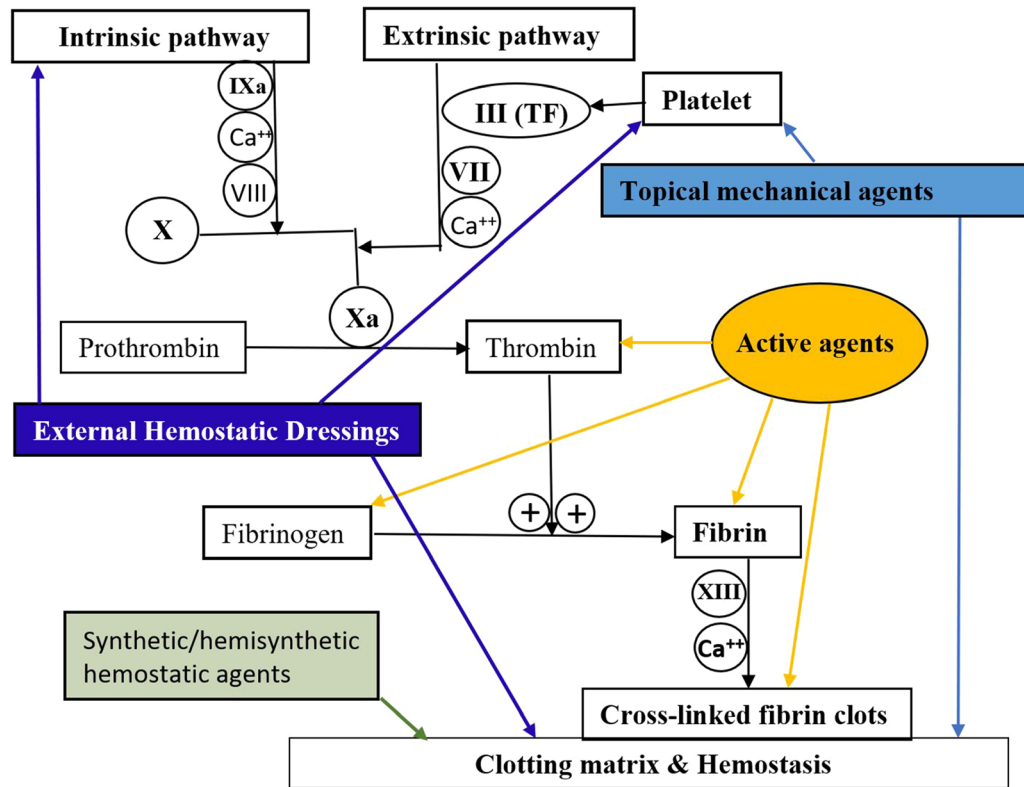 Intrinsic pathway
Extrinsic pathway
IXa
Ca⁺⁺
VIII
III (TF)
Platelet
VII
Ca⁺⁺
Topical mechanical agents
X
Xa
Prothrombin
Thrombin
Active agents
External Hemostatic Dressings
Fibrinogen
+ +
Fibrin
XIII
Ca⁺⁺
Synthetic/hemisynthetic
hemostatic agents
Cross-linked fibrin clots
Clotting matrix & Hemostasis